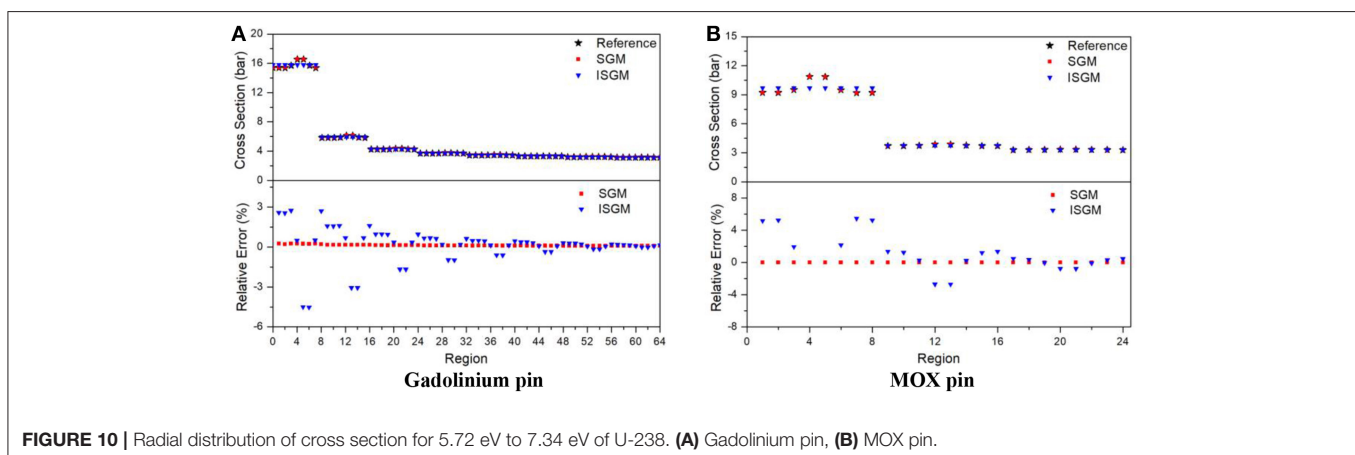 A
20
16
12
8
4
0
Cross Section (bar)
Reference
SGM
ISGM
3
0
-3
-6
Relative Error (%)
SGM
ISGM
0 4 8 12 16 20 24 28 32 36 40 44 48 52 56 60 64
Region
Gadolinium pin
B
15
12
9
6
3
0
Cross Section (bar)
Reference
SGM
ISGM
8
4
0
-4
-8
Relative Error (%)
SGM
ISGM
0 4 8 12 16 20 24
Region
MOX pin
FIGURE 10 | Radial distribution of cross section for 5.72 eV to 7.34 eV of U-238. (A) Gadolinium pin, (B) MOX pin.